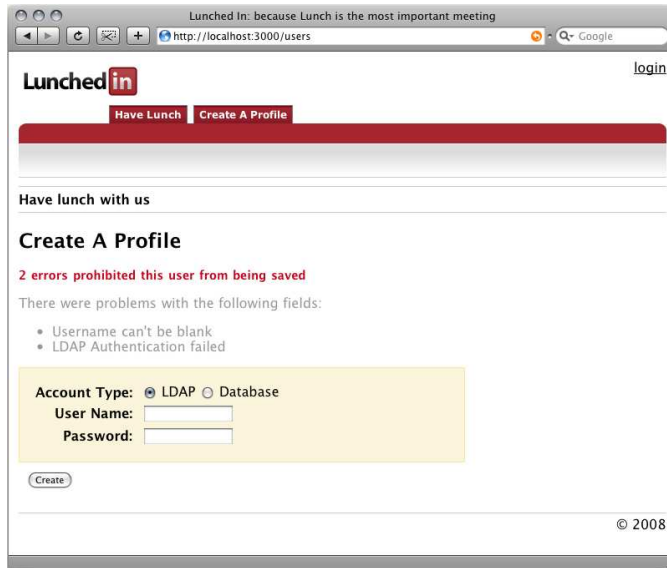 Lunched In: because Lunch is the most important meeting
http://localhost:3000/users
Google
login
Lunched in
Have Lunch Create A Profile
Have lunch with us
Create A Profile
2 errors prohibited this user from being saved
There were problems with the following fields:
• Username can't be blank
• LDAP Authentication failed
Account Type: LDAP Database
User Name:
Password:
Create
© 2008